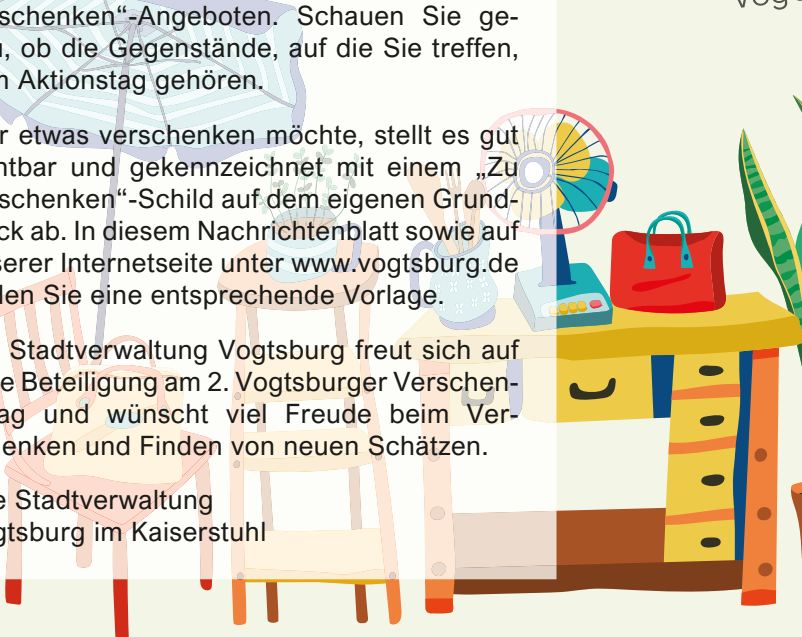 Vogt
schenken“-Angeboten. Schauen Sie ge-
u, ob die Gegenstände, auf die Sie treffen,
m Aktionstag gehören.
r etwas verschenken möchte, stellt es gut
htbar und gekennzeichnet mit einem „Zu
schenken“-Schild auf dem eigenen Grund-
ck ab. In diesem Nachrichtenblatt sowie auf
serer Internetseite unter www.vogtsburg.de
den Sie eine entsprechende Vorlage.
Stadtverwaltung Vogtsburg freut sich auf
e Beteiligung am 2. Vogtsburger Verschen-
ag und wünscht viel Freude beim Ver-
enken und Finden von neuen Schätzen.
e Stadtverwaltung
gtsburg im Kaiserstuhl